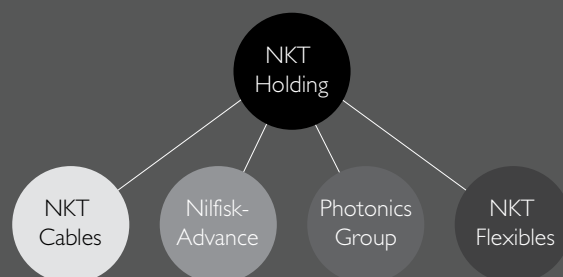 NKT
Holding
NKT
Cables
Nilfisk-
Advance
Photonics
Group
NKT
Flexibles